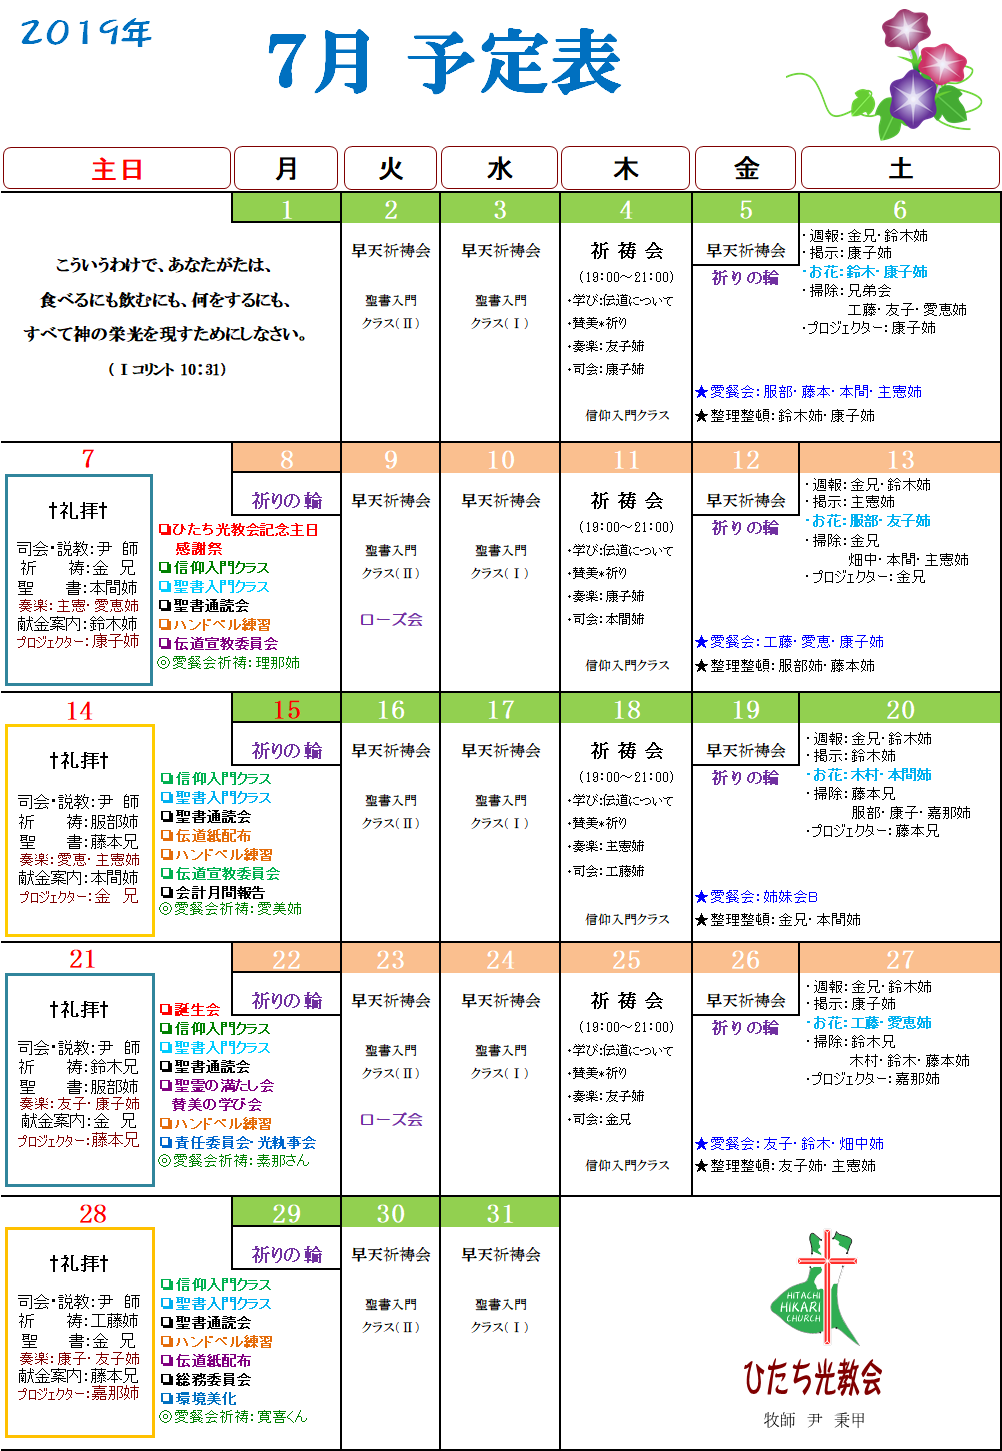 2019年
7月 予定表
主日 月 火 水 木 金 土
1 2 3 4 5 6
こういうわけで、あなたがたは、
食べるにも飲むにも、何をするにも、
すべて神の栄光を現すためにしなさい。
(Ⅰコリント 10:31)
早天祈祷会
聖書入門
クラス(Ⅱ)
早天祈祷会
聖書入門
クラス(Ⅰ)
祈 祷 会
(19:00～21:00)
・学び:伝道について
・賛美*祈り
・奏楽:友子姉
・司会:康子姉
信仰入門クラス
早天祈祷会
祈りの輪
・週報:金兄・鈴木姉
・掲示:康子姉
・お花:鈴木・康子姉
・掃除:兄弟会
工藤・友子・愛恵姉
・プロジェクター:康子姉
★愛餐会:服部・藤本・本間・主憲姉
★整理整頓:鈴木姉・康子姉
7 8 9 10 11 12 13
†礼拝†
司会・説教:尹 師
祈 祷:金 兄
聖 書:本間姉
奏楽:主憲・愛恵姉
献金案内:鈴木姉
プロジェクター:康子姉
祈りの輪
❑ひたち光教会記念主日
感謝祭
❑信仰入門クラス
❑聖書入門クラス
❑聖書通読会
❑ハンドベル練習
❑伝道宣教委員会
◎愛餐会祈祷:理那姉
早天祈祷会
聖書入門
クラス(Ⅱ)
ローズ会
早天祈祷会
聖書入門
クラス(Ⅰ)
祈 祷 会
(19:00～21:00)
・学び:伝道について
・賛美*祈り
・奏楽:康子姉
・司会:本間姉
信仰入門クラス
早天祈祷会
祈りの輪
・週報:金兄・鈴木姉
・掲示:主憲姉
・お花:服部・友子姉
・掃除:金兄
畑中・本間・主憲姉
・プロジェクター:金兄
★愛餐会:工藤・愛恵・康子姉
★整理整頓:服部姉・藤本姉
14 15 16 17 18 19 20
†礼拝†
司会・説教:尹 師
祈 祷:服部姉
聖 書:藤本兄
奏楽:愛恵・主憲姉
献金案内:本間姉
プロジェクター:金 兄
祈りの輪
❑信仰入門クラス
❑聖書入門クラス
❑聖書通読会
❑伝道紙配布
❑ハンドベル練習
❑伝道宣教委員会
❑会計月間報告
◎愛餐会祈祷:愛美姉
早天祈祷会
聖書入門
クラス(Ⅱ)
早天祈祷会
聖書入門
クラス(Ⅰ)
祈 祷 会
(19:00～21:00)
・学び:伝道について
・賛美*祈り
・奏楽:主憲姉
・司会:工藤姉
信仰入門クラス
早天祈祷会
祈りの輪
・週報:金兄・鈴木姉
・掲示:鈴木姉
・お花:木村・本間姉
・掃除:藤本兄
服部・康子・嘉那姉
・プロジェクター:藤本兄
★愛餐会:姉妹会B
★整理整頓:金兄・本間姉
21 22 23 24 25 26 27
†礼拝†
司会・説教:尹 師
祈 祷:鈴木兄
聖 書:服部姉
奏楽:友子・康子姉
献金案内:金 兄
プロジェクター:藤本兄
祈りの輪
❑誕生会
❑信仰入門クラス
❑聖書入門クラス
❑聖書通読会
❑聖霊の満たし会
賛美の学び会
❑ハンドベル練習
❑責任委員会・光執事会
◎愛餐会祈祷:素那さん
早天祈祷会
聖書入門
クラス(Ⅱ)
ローズ会
早天祈祷会
聖書入門
クラス(Ⅰ)
祈 祷 会
(19:00～21:00)
・学び:伝道について
・賛美*祈り
・奏楽:友子姉
・司会:金兄
信仰入門クラス
早天祈祷会
祈りの輪
・週報:金兄・鈴木姉
・掲示:康子姉
・お花:工藤・愛恵姉
・掃除:鈴木兄
木村・鈴木・藤本姉
・プロジェクター:嘉那姉
★愛餐会:友子・鈴木・畑中姉
★整理整頓:友子姉・主憲姉
28 29 30 31
†礼拝†
司会・説教:尹 師
祈 祷:工藤姉
聖 書:金 兄
奏楽:康子・友子姉
献金案内:藤本兄
プロジェクター:嘉那姉
祈りの輪
❑信仰入門クラス
❑聖書入門クラス
❑聖書通読会
❑ハンドベル練習
❑伝道紙配布
❑総務委員会
❑環境美化
◎愛餐会祈祷:寛喜くん
早天祈祷会
聖書入門
クラス(Ⅱ)
早天祈祷会
聖書入門
クラス(Ⅰ)
HITACHI
HIKARI
CHURCH
ひたち光教会
牧師 尹 秉甲